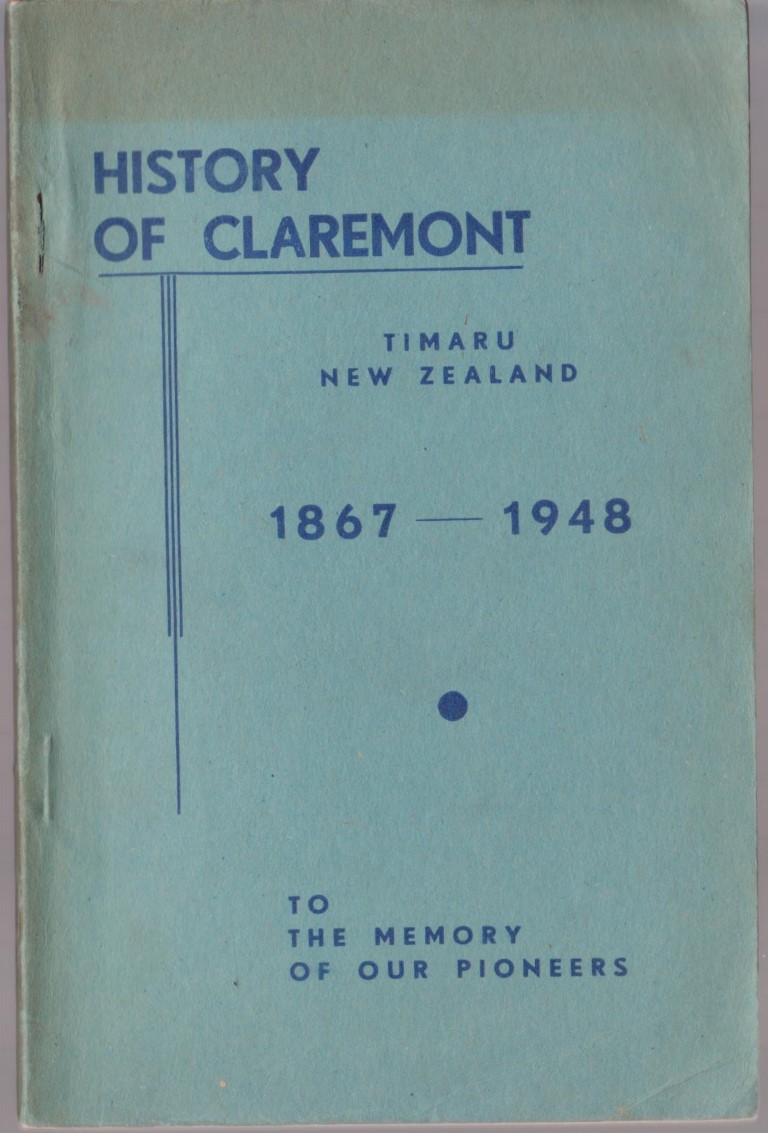 HISTORY
OF CLAREMONT
TIMARU
NEW ZEALAND
1867 — 1948
TO
THE MEMORY
OF OUR PIONEERS